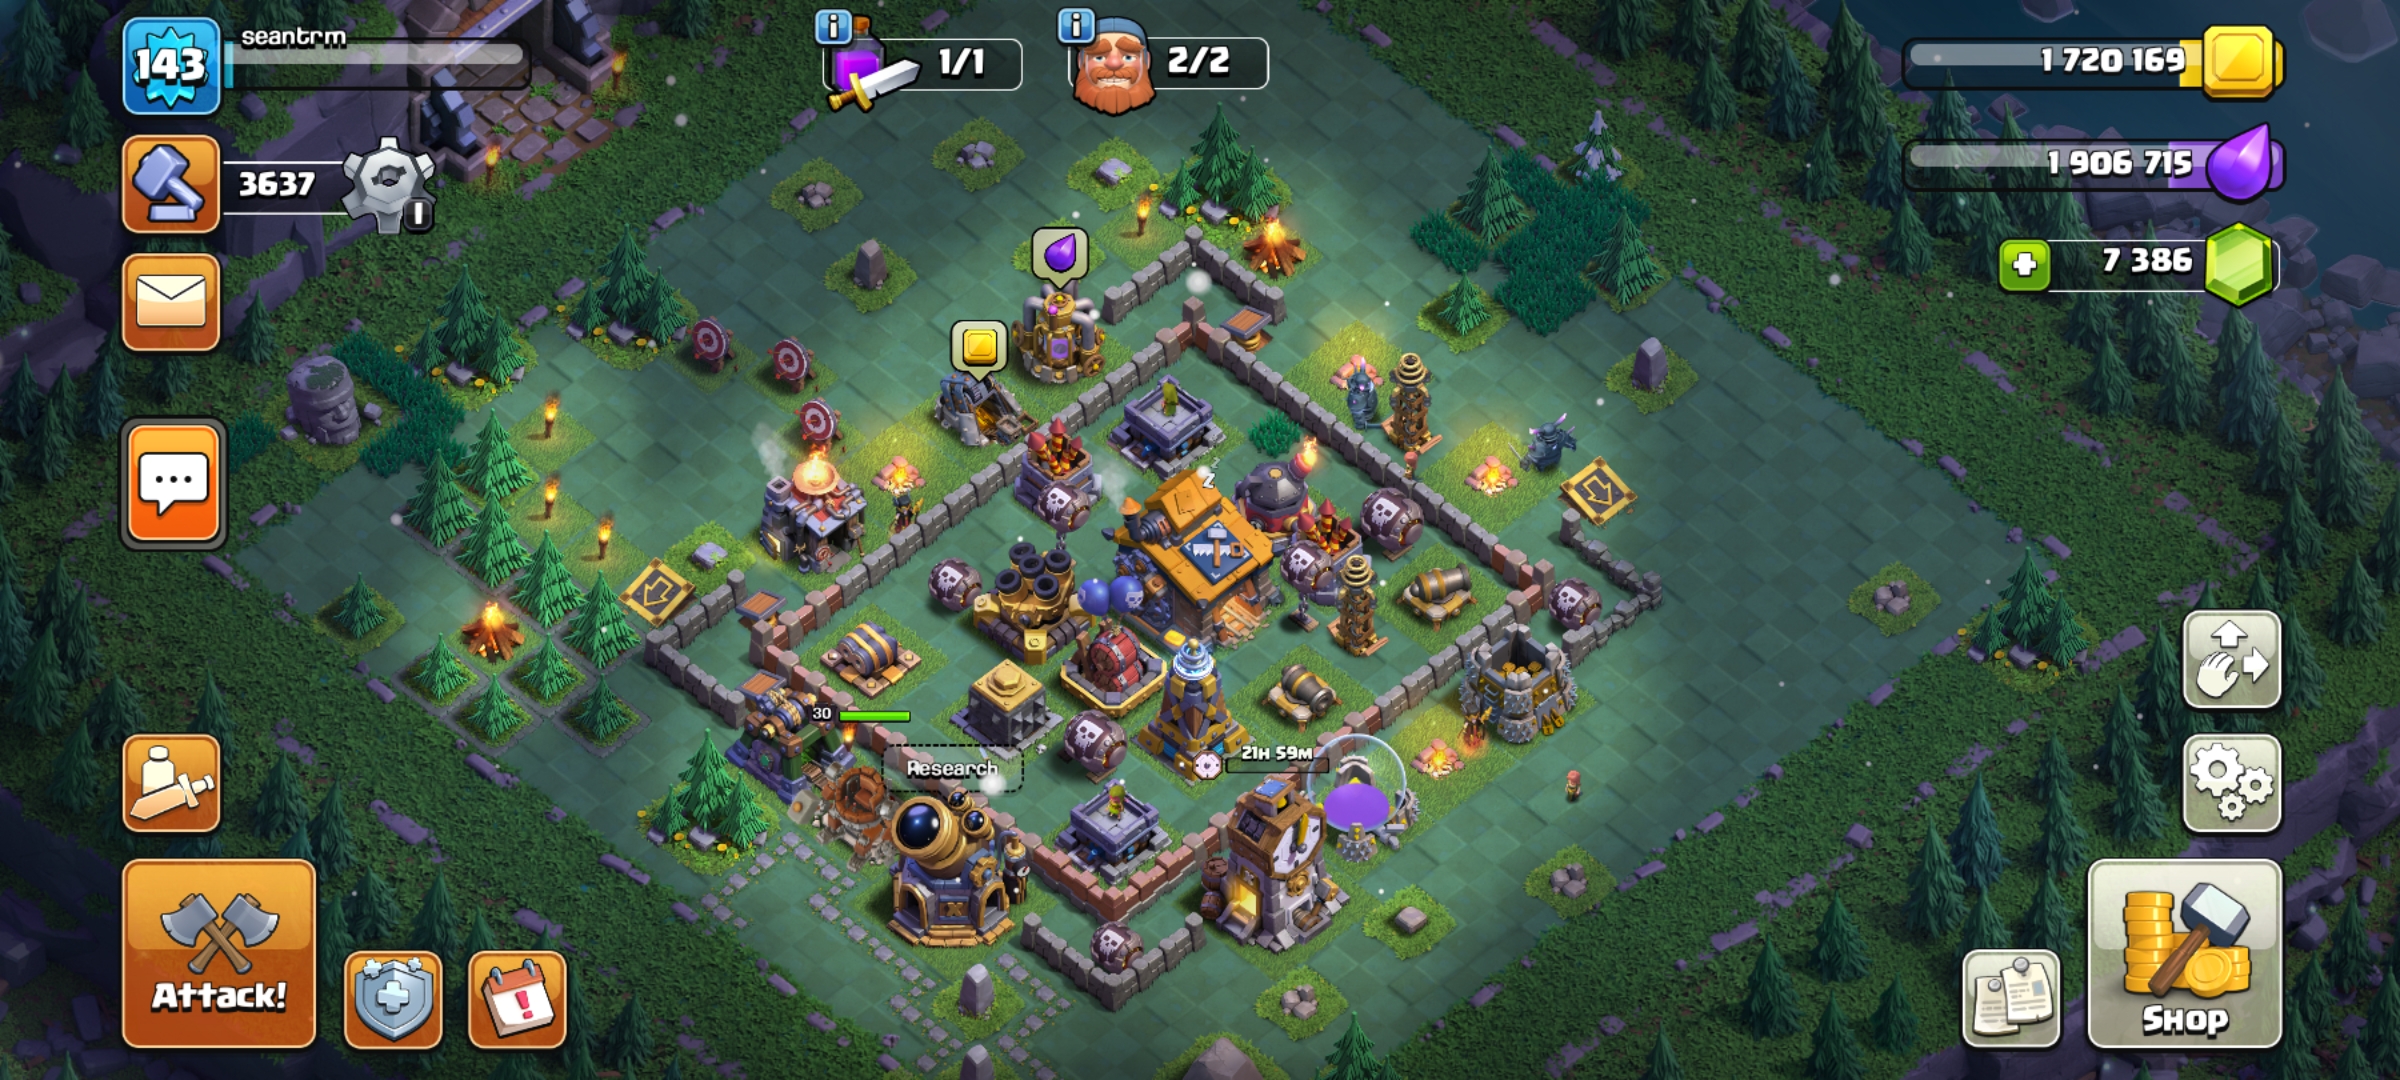 143
seantrm
1/1
2/2
1 720 169
3637
1 906 715
7 386
z
30
21H 59M
Research
Attack!
Shop